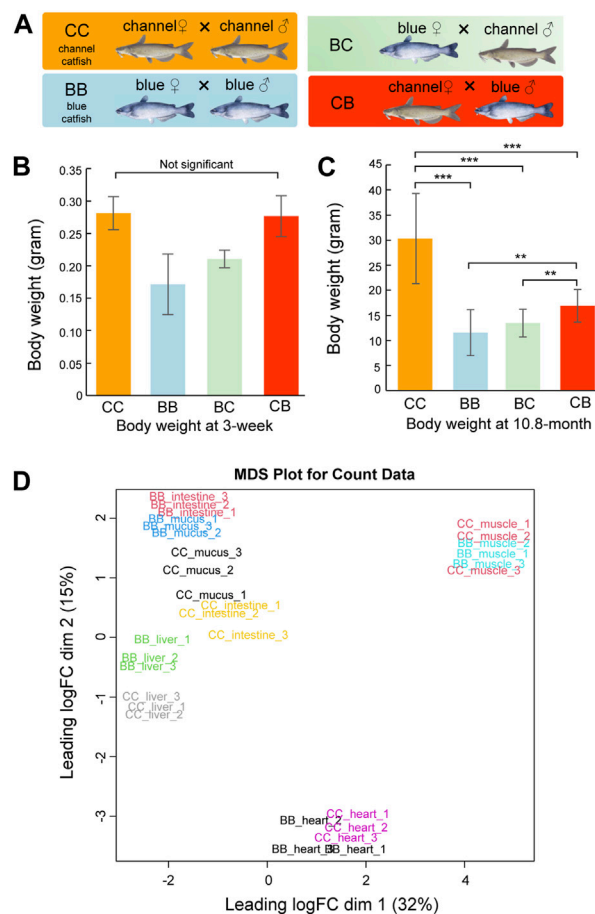 A
CC
channel
catfish
channel♀ × channel♂
BC
blue ♀ × channel ♂
BB
blue
catfish
blue ♀ × blue ♂
CB
channel♀ × blue ♂
B
Not significant
Body weight (gram)
0.35
0.30
0.25
0.20
0.15
0.10
0.05
0
CC BB BC CB
Body weight at 3-week
C
***
***
***
**
**
Body weight (gram)
45
40
35
30
25
20
15
10
5
0
CC BB BC CB
Body weight at 10.8-month
D
MDS Plot for Count Data
Leading logFC dim 2 (15%)
2
1
0
-1
-2
-3
BB_intestine_3
BB_intestine_2
BB_intestine_1
BB_mucus_1
BB_mucus_3
BB_mucus_2
CC_mucus_3
CC_mucus_2
CC_mucus_1
CC_intestine_1
CC_intestine_2
CC_intestine_3
BB_liver_1
BB_liver_2
BB_liver_3
CC_liver_3
CC_liver_1
CC_liver_2
CC_muscle_1
CC_muscle_2
BB_muscle_2
BB_muscle_1
BB_muscle_3
CC_muscle_3
CC_heart_1
BB_heart_2
CC_heart_2
CC_heart_3
BB_heart_3
BB_heart_1
-2 0 2 4
Leading logFC dim 1 (32%)